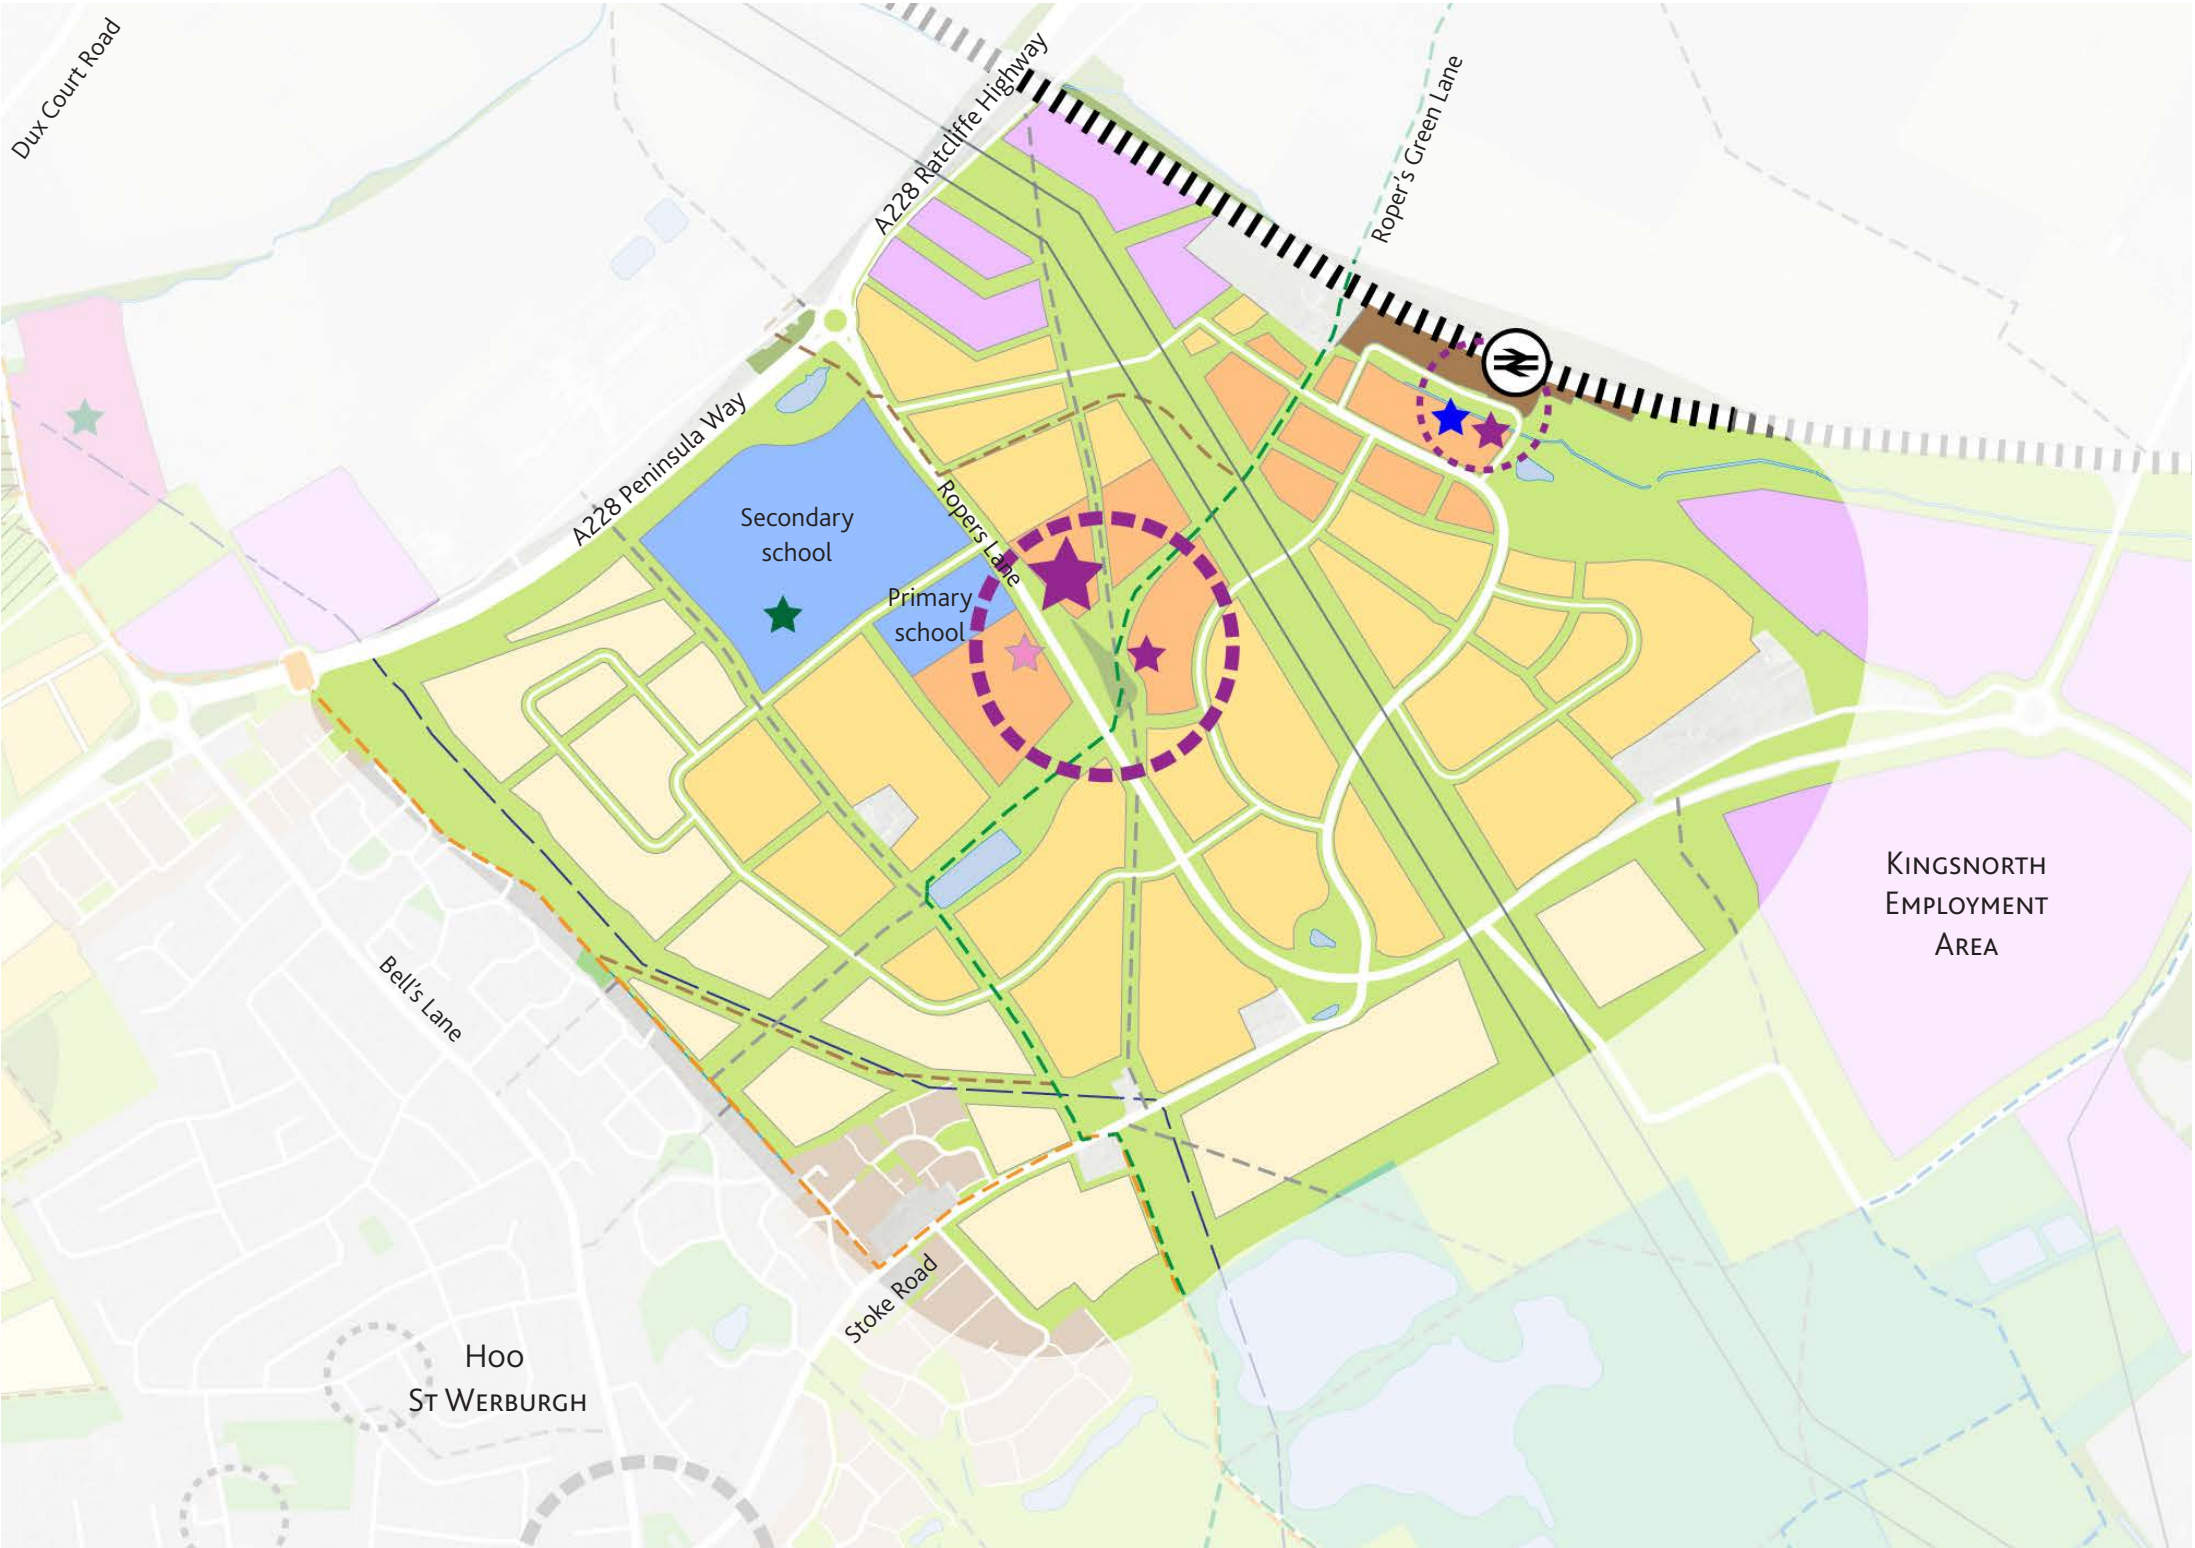 Dux Court Road
A228 Ratcliffe Highway
Roper's Green Lane
A228 Peninsula Way
Secondary
school
Ropers Lane
Primary
school
Kingsnorth
Employment
Area
Bell's Lane
Stoke Road
Hoo
St Werburgh